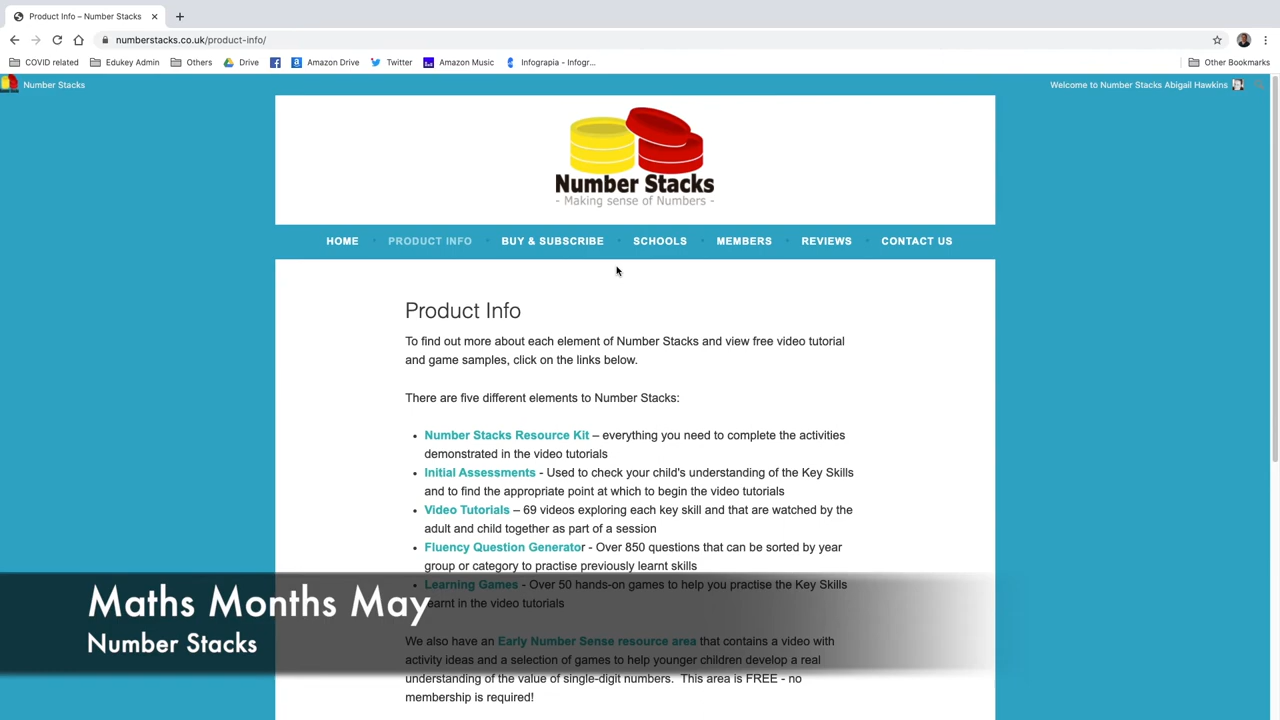 Product Info – Number Stacks
numberstacks.co.uk/product-info/
COVID related
Edukey Admin
Others
Drive
Amazon Drive
Twitter
Amazon Music
Infograpia - Infogr...
Other Bookmarks
Number Stacks
Welcome to Number Stacks Abigail Hawkins
Number Stacks
- Making sense of Numbers -
HOME
PRODUCT INFO
BUY & SUBSCRIBE
SCHOOLS
MEMBERS
REVIEWS
CONTACT US
Product Info
To find out more about each element of Number Stacks and view free video tutorial
and game samples, click on the links below.
There are five different elements to Number Stacks:
Number Stacks Resource Kit – everything you need to complete the activities
demonstrated in the video tutorials
Initial Assessments - Used to check your child's understanding of the Key Skills
and to find the appropriate point at which to begin the video tutorials
Video Tutorials – 69 videos exploring each key skill and that are watched by the
adult and child together as part of a session
Fluency Question Generator - Over 850 questions that can be sorted by year
group or category to practise previously learnt skills
Learning Games - Over 50 hands-on games to help you practise the Key Skills
learnt in the video tutorials
Maths Months May
Number Stacks
We also have an Early Number Sense resource area that contains a video with
activity ideas and a selection of games to help younger children develop a real
understanding of the value of single-digit numbers. This area is FREE - no
membership is required!